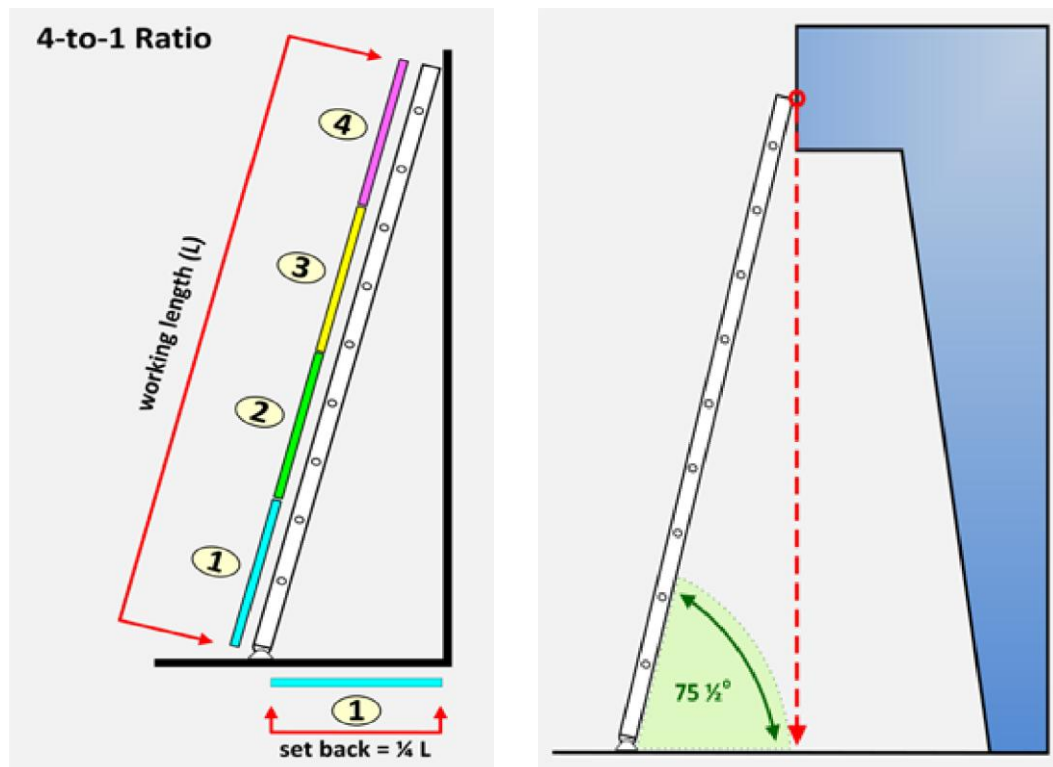 4-to-1 Ratio
4
3
working length (L)
2
1
1
set back = ¼ L
75 ½°